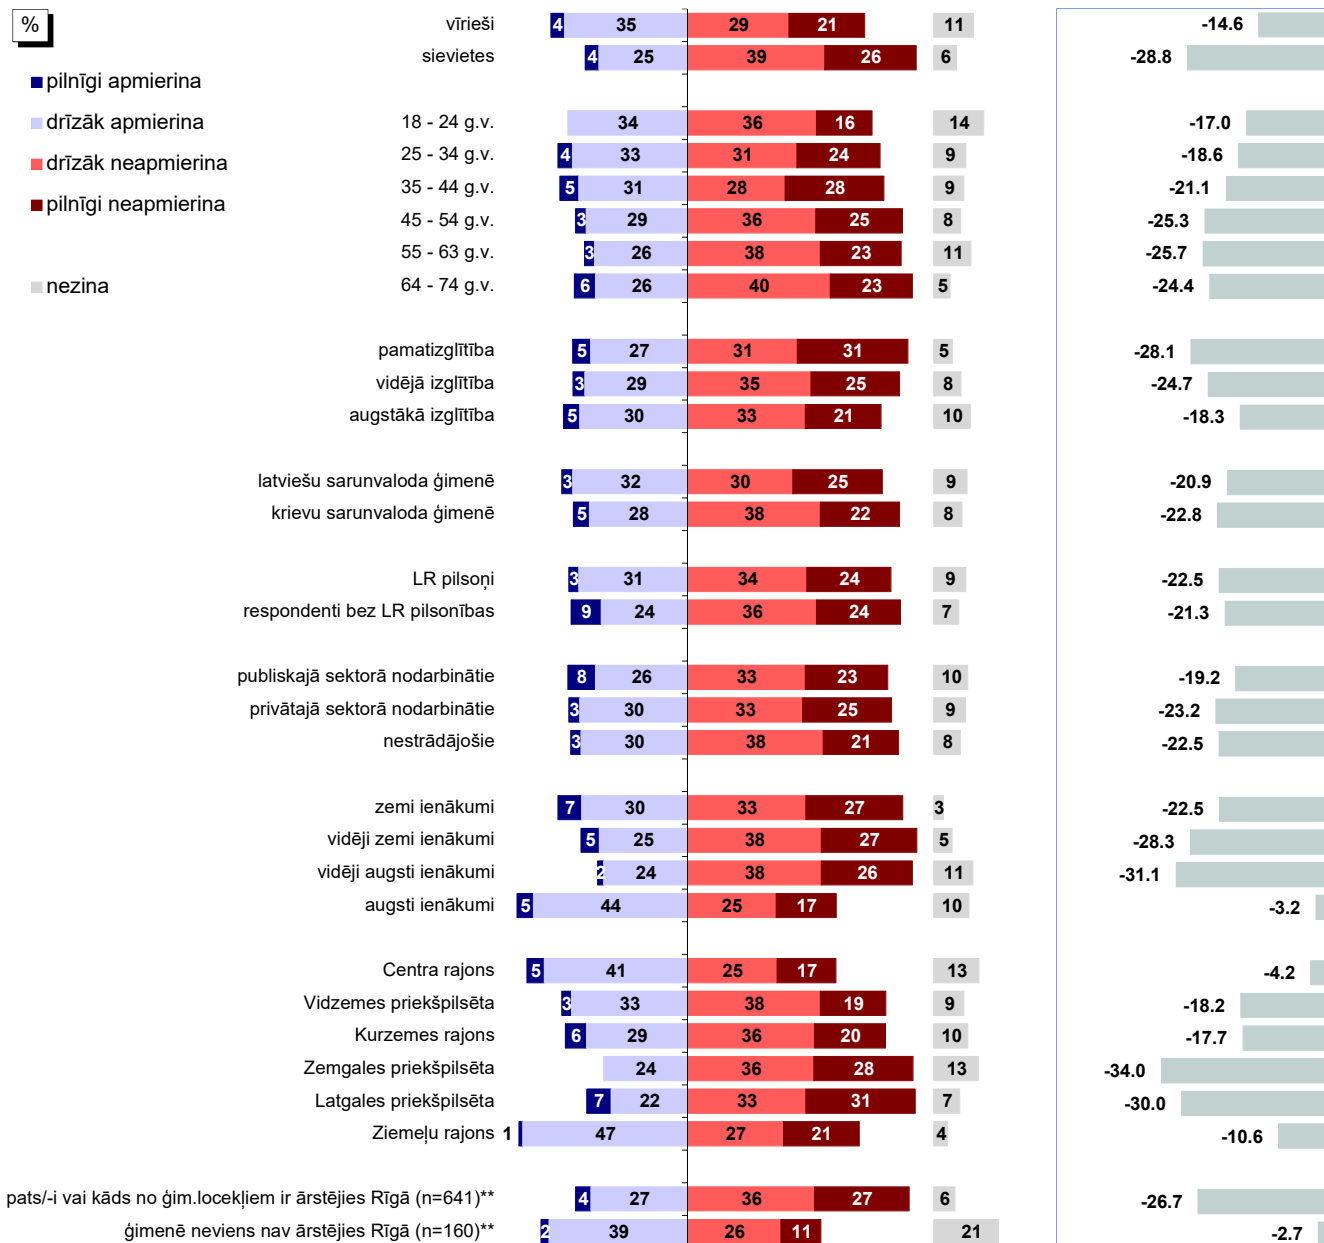 %
pilnīgi apmierina
drīzāk apmierina
drīzāk neapmierina
pilnīgi neapmierina
nezina
vīrieši 4 35 29 21 11 -14.6
sievietes 4 25 39 26 6 -28.8
18 - 24 g.v. 34 36 16 14 -17.0
25 - 34 g.v. 4 33 31 24 9 -18.6
35 - 44 g.v. 5 31 28 28 9 -21.1
45 - 54 g.v. 3 29 36 25 8 -25.3
55 - 63 g.v. 3 26 38 23 11 -25.7
64 - 74 g.v. 6 26 40 23 5 -24.4
pamatizglītība 5 27 31 31 5 -28.1
vidējā izglītība 3 29 35 25 8 -24.7
augstākā izglītība 5 30 33 21 10 -18.3
latviešu sarunvaloda ģimenē 3 32 30 25 9 -20.9
krievu sarunvaloda ģimenē 5 28 38 22 8 -22.8
LR pilsoņi 3 31 34 24 9 -22.5
respondenti bez LR pilsonības 9 24 36 24 7 -21.3
publiskajā sektorā nodarbinātie 8 26 33 23 10 -19.2
privātajā sektorā nodarbinātie 3 30 33 25 9 -23.2
nestrādājošie 3 30 38 21 8 -22.5
zemi ienākumi 7 30 33 27 3 -22.5
vidēji zemi ienākumi 5 25 38 27 5 -28.3
vidēji augsti ienākumi 2 24 38 26 11 -31.1
augsti ienākumi 5 44 25 17 10 -3.2
Centra rajons 5 41 25 17 13 -4.2
Vidzemes priekšpilsēta 3 33 38 19 9 -18.2
Kurzemes rajons 6 29 36 20 10 -17.7
Zemgales priekšpilsēta 24 36 28 13 -34.0
Latgales priekšpilsēta 7 22 33 31 7 -30.0
Ziemeļu rajons 1 47 27 21 4 -10.6
pats/-i vai kāds no ģim.locekļiem ir ārstējies Rīgā (n=641)** 4 27 36 27 6 -26.7
ģimenē neviens nav ārstējies Rīgā (n=160)** 2 39 26 11 21 -2.7